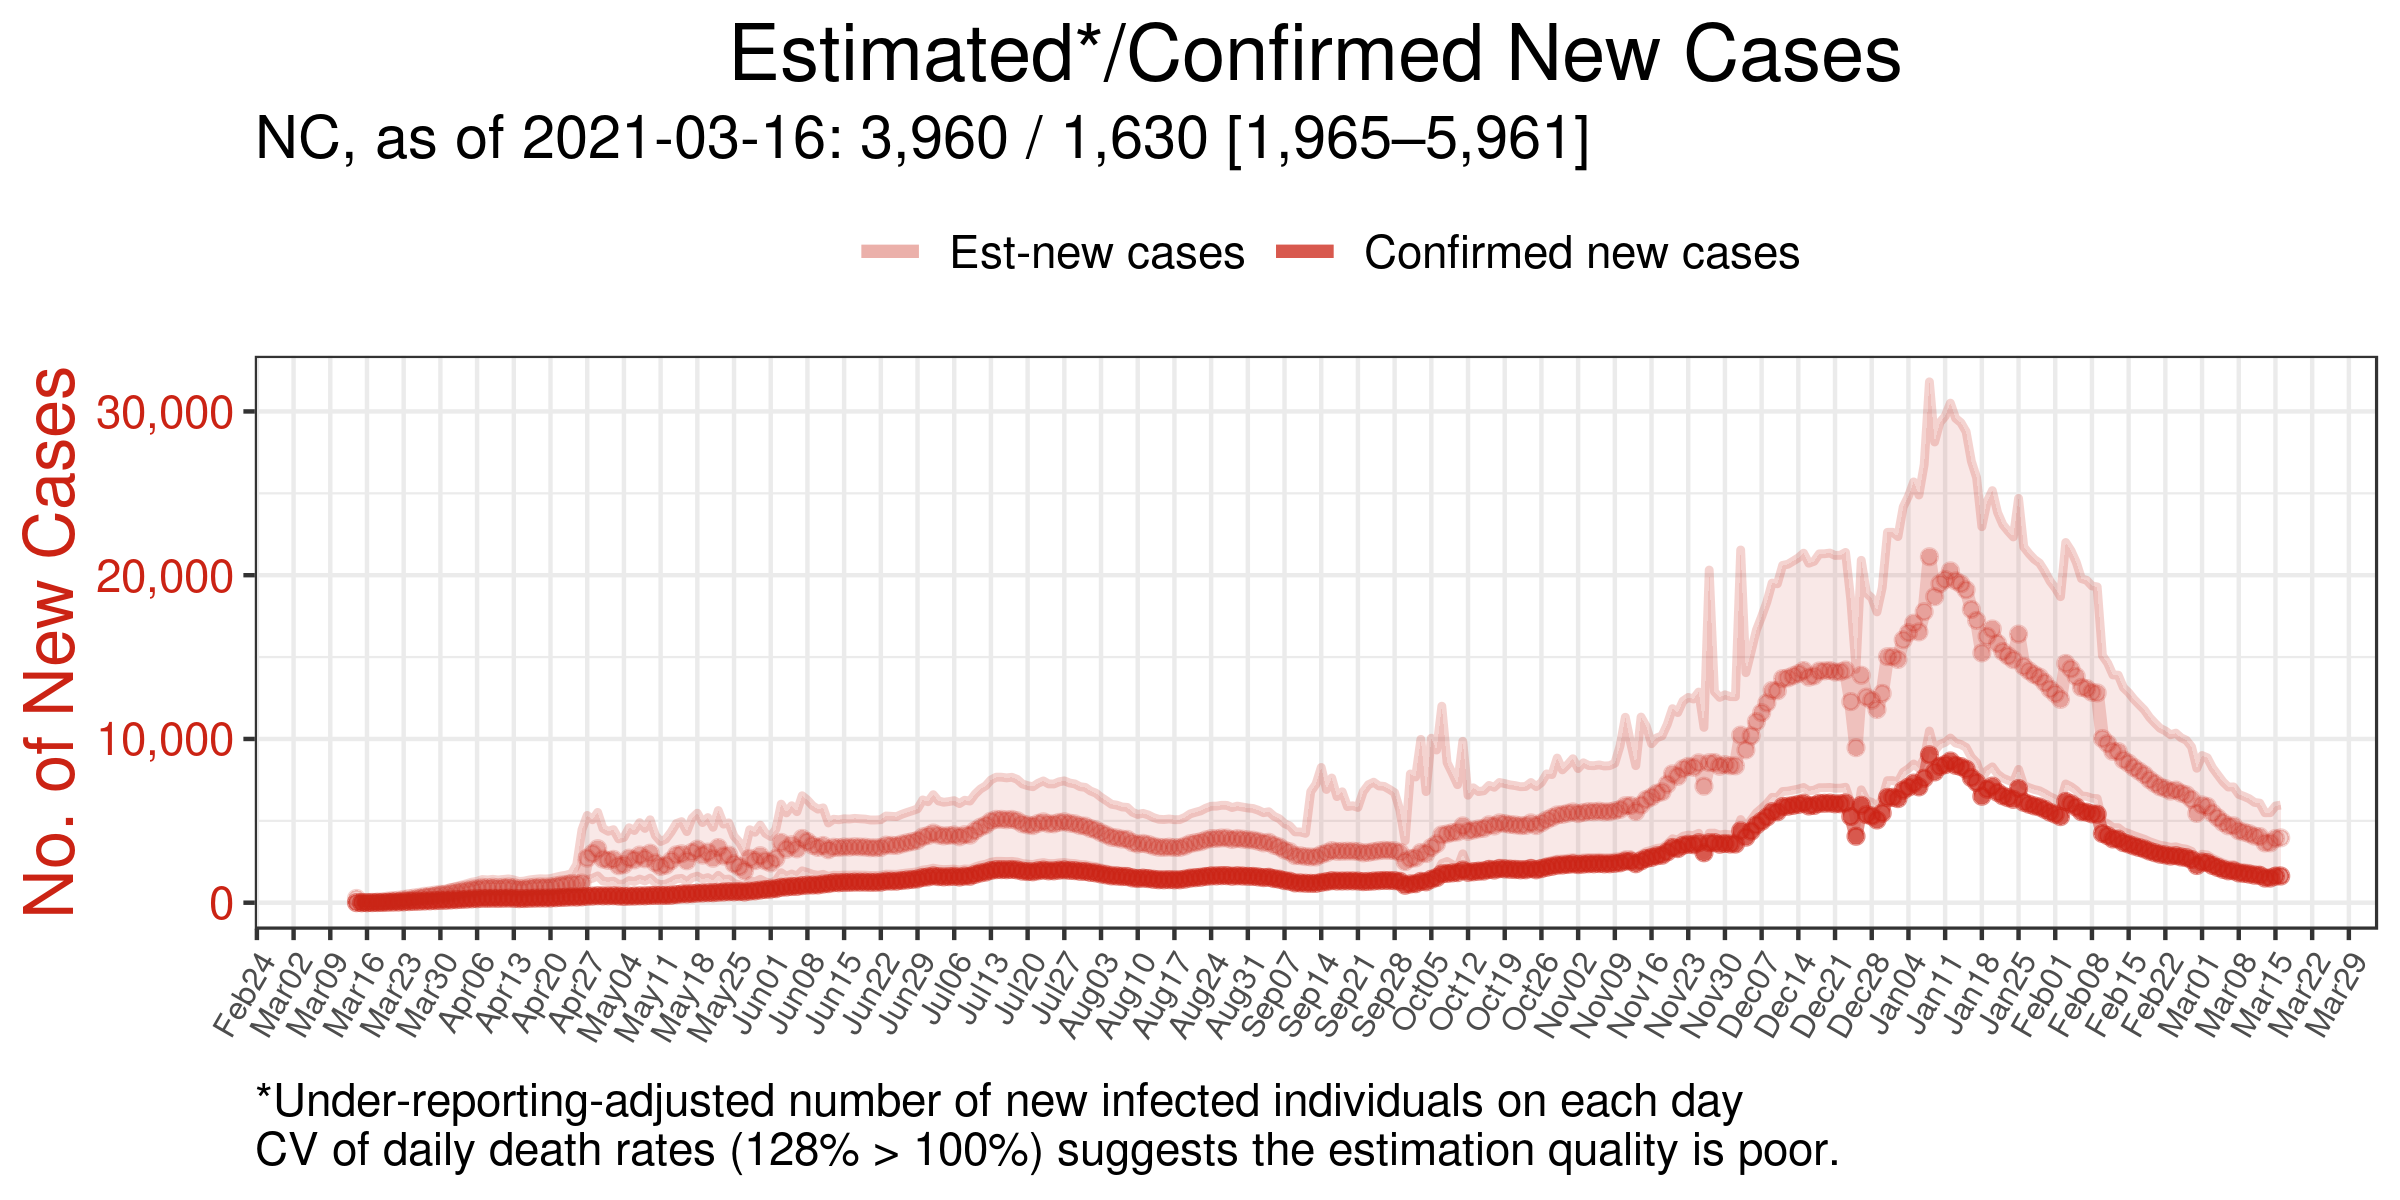 Estimated*/Confirmed New Cases
NC, as of 2021-03-16: 3,960 / 1,630 [1,965–5,961]
Est-new cases Confirmed new cases
No. of New Cases
30,000
20,000
10,000
0
Feb24 Mar02 Mar09 Mar16 Mar23 Mar30 Apr06 Apr13 Apr20 Apr27 May04 May11 May18 May25 Jun01 Jun08 Jun15 Jun22 Jun29 Jul06 Jul13 Jul20 Jul27 Aug03 Aug10 Aug17 Aug24 Aug31 Sep07 Sep14 Sep21 Sep28 Oct05 Oct12 Oct19 Oct26 Nov02 Nov09 Nov16 Nov23 Nov30 Dec07 Dec14 Dec21 Dec28 Jan04 Jan11 Jan18 Jan25 Feb01 Feb08 Feb15 Feb22 Mar01 Mar08 Mar15 Mar22 Mar29
*Under-reporting-adjusted number of new infected individuals on each day
CV of daily death rates (128% > 100%) suggests the estimation quality is poor.